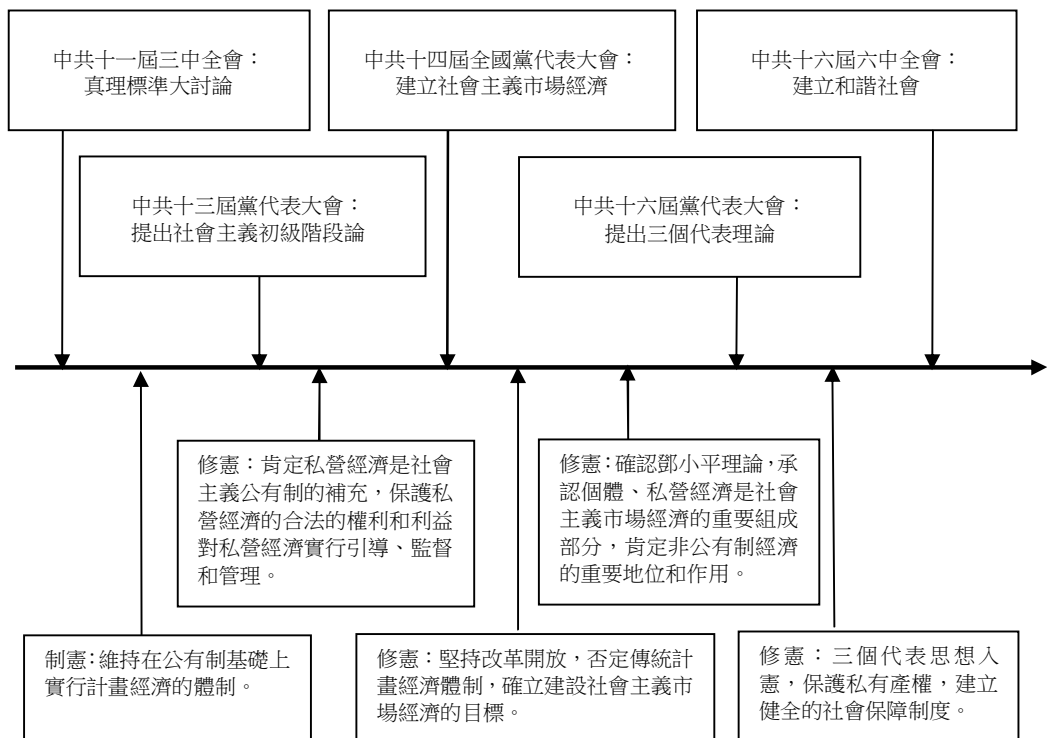 中共十一屆三中全會：
真理標準大討論
中共十四屆全國黨代表大會：
建立社會主義市場經濟
中共十六屆六中全會：
建立和諧社會
中共十三屆黨代表大會：
提出社會主義初級階段論
中共十六屆黨代表大會：
提出三個代表理論
修憲：肯定私營經濟是社會
主義公有制的補充，保護私
營經濟的合法的權利和利益
對私營經濟實行引導、監督
和管理。
修憲：確認鄧小平理論，承
認個體、私營經濟是社會
主義市場經濟的重要組成
部分，肯定非公有制經濟
的重要地位和作用。
制憲：維持在公有制基礎上
實行計畫經濟的體制。
修憲：堅持改革開放，否定傳統計
畫經濟體制，確立建設社會主義市
場經濟的目標。
修憲：三個代表思想入
憲，保護私有產權，建立
健全的社會保障制度。